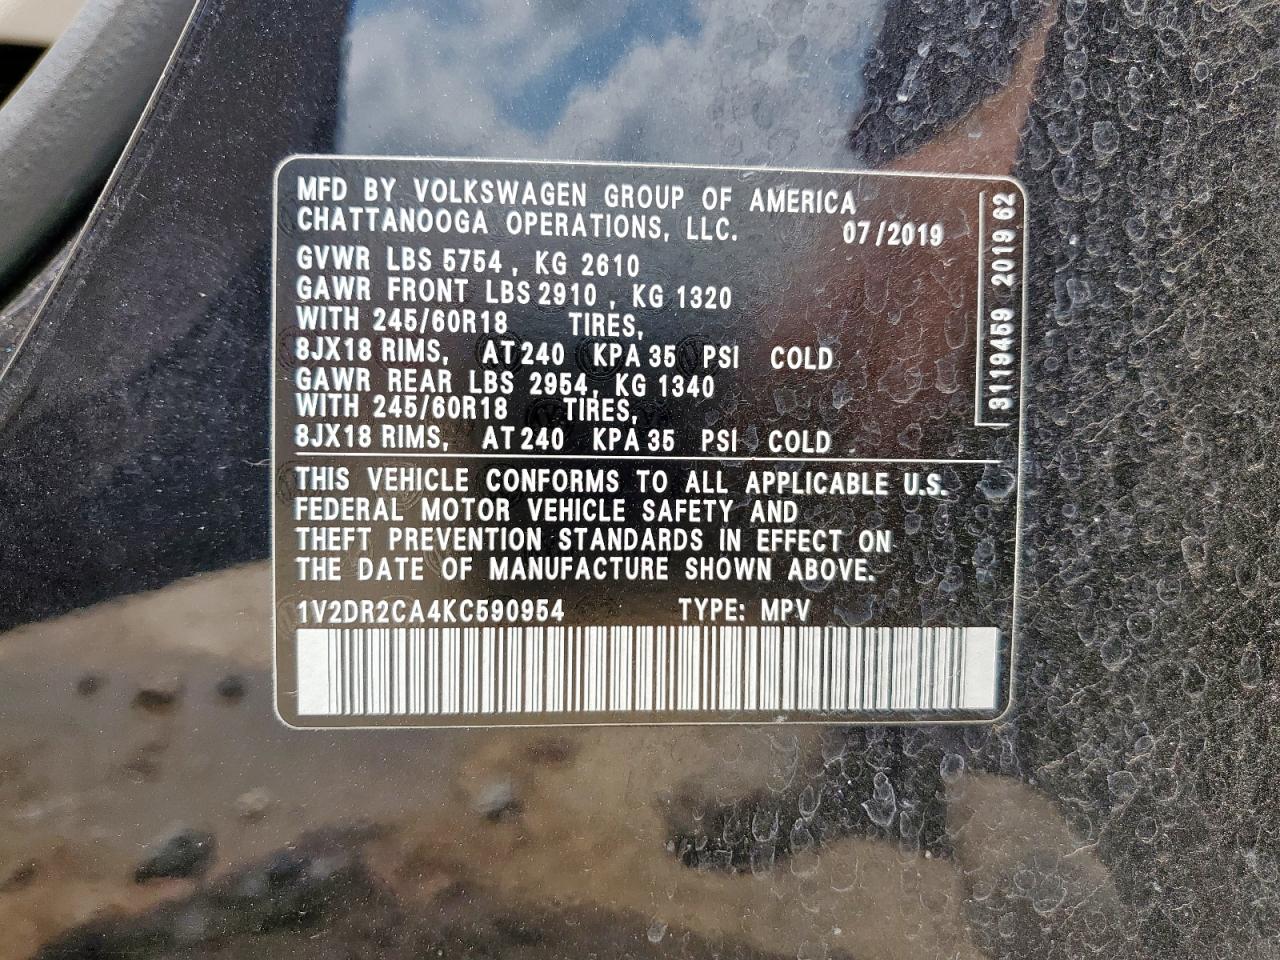 MFD BY VOLKSWAGEN GROUP OF AMERICA
CHATTANOOGA OPERATIONS, LLC. 07/2019
GVWR LBS 5754 , KG 2610
GAWR FRONT LBS 2910 , KG 1320
WITH 245/60R18 TIRES,
8JX18 RIMS, AT 240 KPA 35 PSI COLD
GAWR REAR LBS 2954, KG 1340
WITH 245/60R18 TIRES,
8JX18 RIMS, AT 240 KPA 35 PSI COLD
THIS VEHICLE CONFORMS TO ALL APPLICABLE U.S.
FEDERAL MOTOR VEHICLE SAFETY AND
THEFT PREVENTION STANDARDS IN EFFECT ON
THE DATE OF MANUFACTURE SHOWN ABOVE.
1V2DR2CA4KC590954 TYPE: MPV
3119459 2019 62